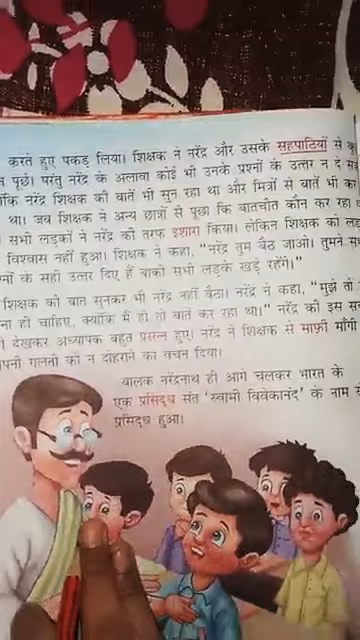 करते हुए पकड़ लिया। शिक्षक ने नरेंद्र और उसके सहपाठियों से
पूछे। परंतु नरेंद्र के अलावा कोई भी उनके प्रश्नों के उत्तर न दे
नरेंद्र शिक्षक की बातें भी सुन रहा था और मित्रों से बातें भी कर
था। जब शिक्षक ने अन्य छात्रों से पूछा कि बातचीत कौन कर रहा
सभी लड़कों ने नरेंद्र की तरफ इशारा किया। लेकिन शिक्षक को
विश्वास नहीं हुआ। शिक्षक ने कहा, “नरेंद्र तुम बैठ जाओ। तुमने
के सही उत्तर दिए हैं बाकी सभी लड़के खड़े रहेंगे।”
शिक्षक की बात सुनकर भी नरेंद्र नहीं बैठा। नरेंद्र ने कहा, “मुझे तो
ही चाहिए, क्योंकि मैं ही तो बातें कर रहा था।” नरेंद्र की इस
देखकर अध्यापक बहुत प्रसन्न हुए। नरेंद्र ने शिक्षक से माफ़ी माँगी
गलती को न दोहराने का वचन दिया।
बालक नरेंद्रनाथ ही आगे चलकर भारत के
एक प्रसिद्ध संत ‘स्वामी विवेकानंद’ के नाम से
प्रसिद्ध हुआ।